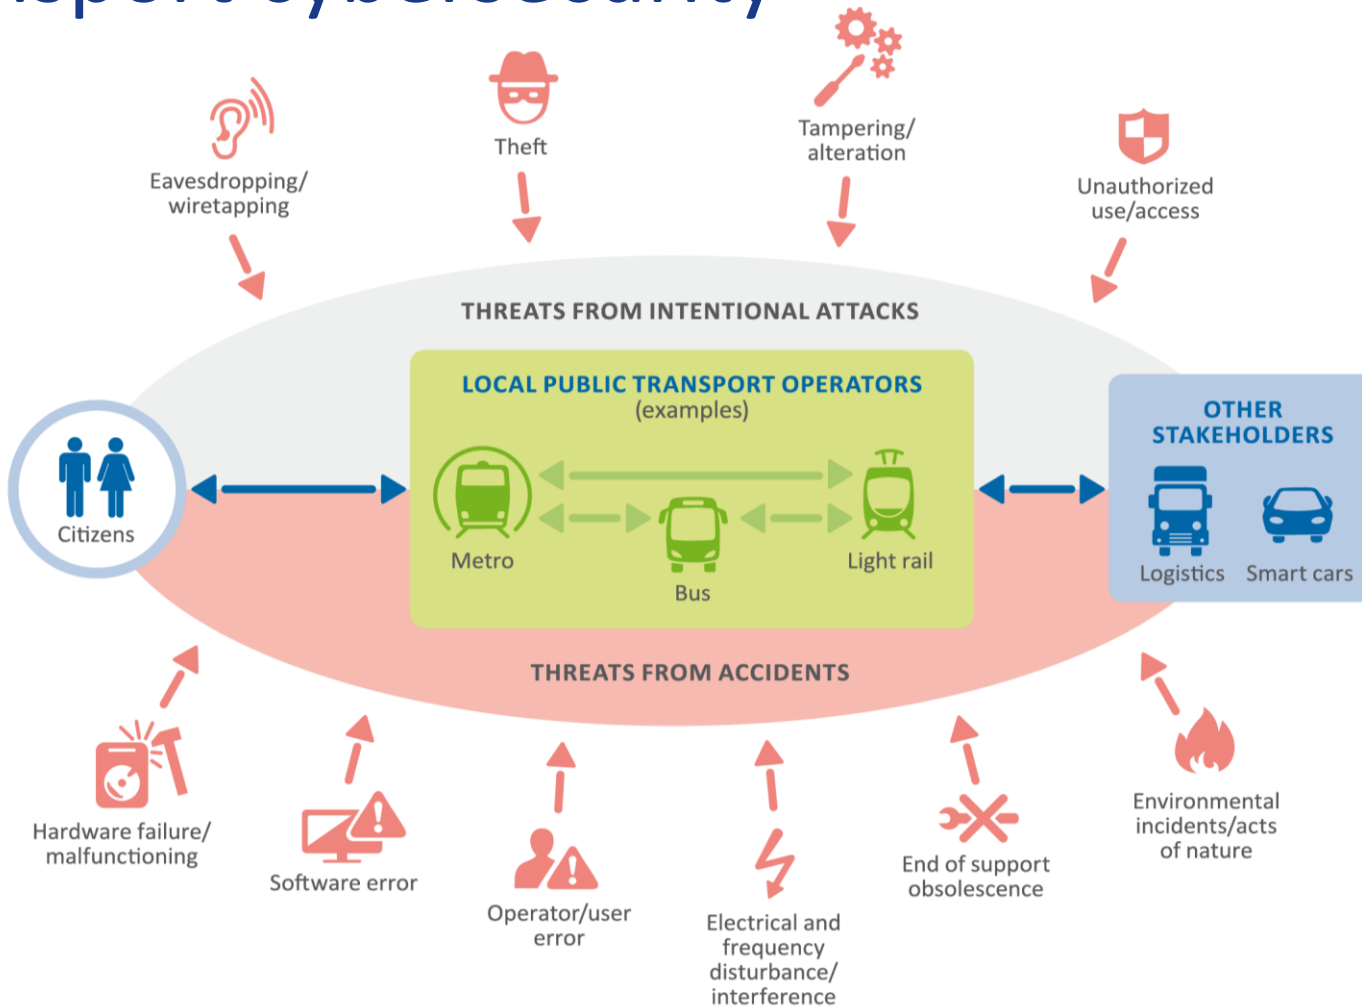 cybersecurity
Theft
Tampering/
alteration
Eavesdropping/
wiretapping
Unauthorized
use/access
THREATS FROM INTENTIONAL ATTACKS
LOCAL PUBLIC TRANSPORT OPERATORS
(examples)
OTHER
STAKEHOLDERS
Citizens
Metro
Bus
Light rail
Logistics
Smart cars
THREATS FROM ACCIDENTS
Hardware failure/
malfunctioning
Software error
Operator/user
error
Electrical and
frequency
disturbance/
interference
End of support
obsolescence
Environmental
incidents/acts
of nature